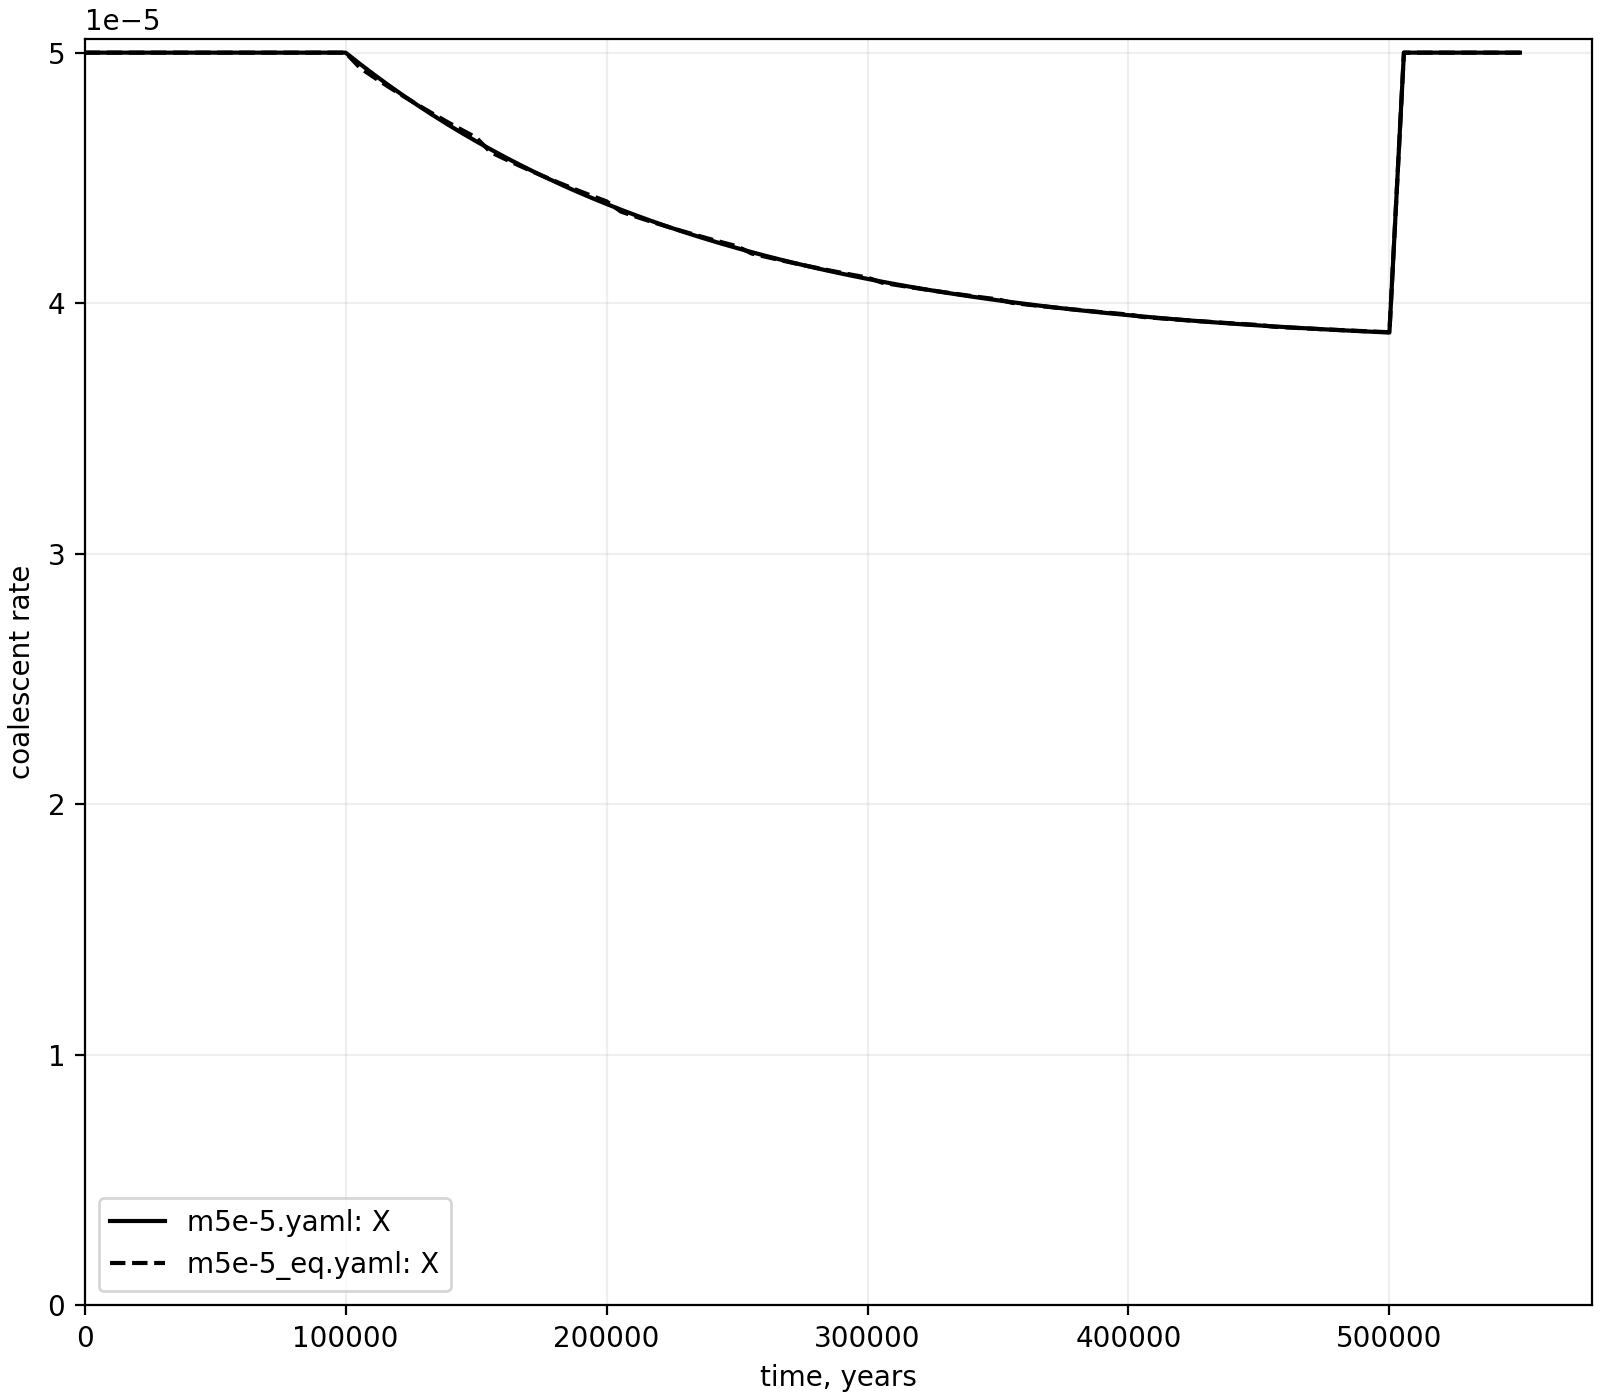 1e−5
5
4
3
2
1
0
coalescent rate
m5e-5.yaml: X
m5e-5_eq.yaml: X
0 100000 200000 300000 400000 500000
time, years